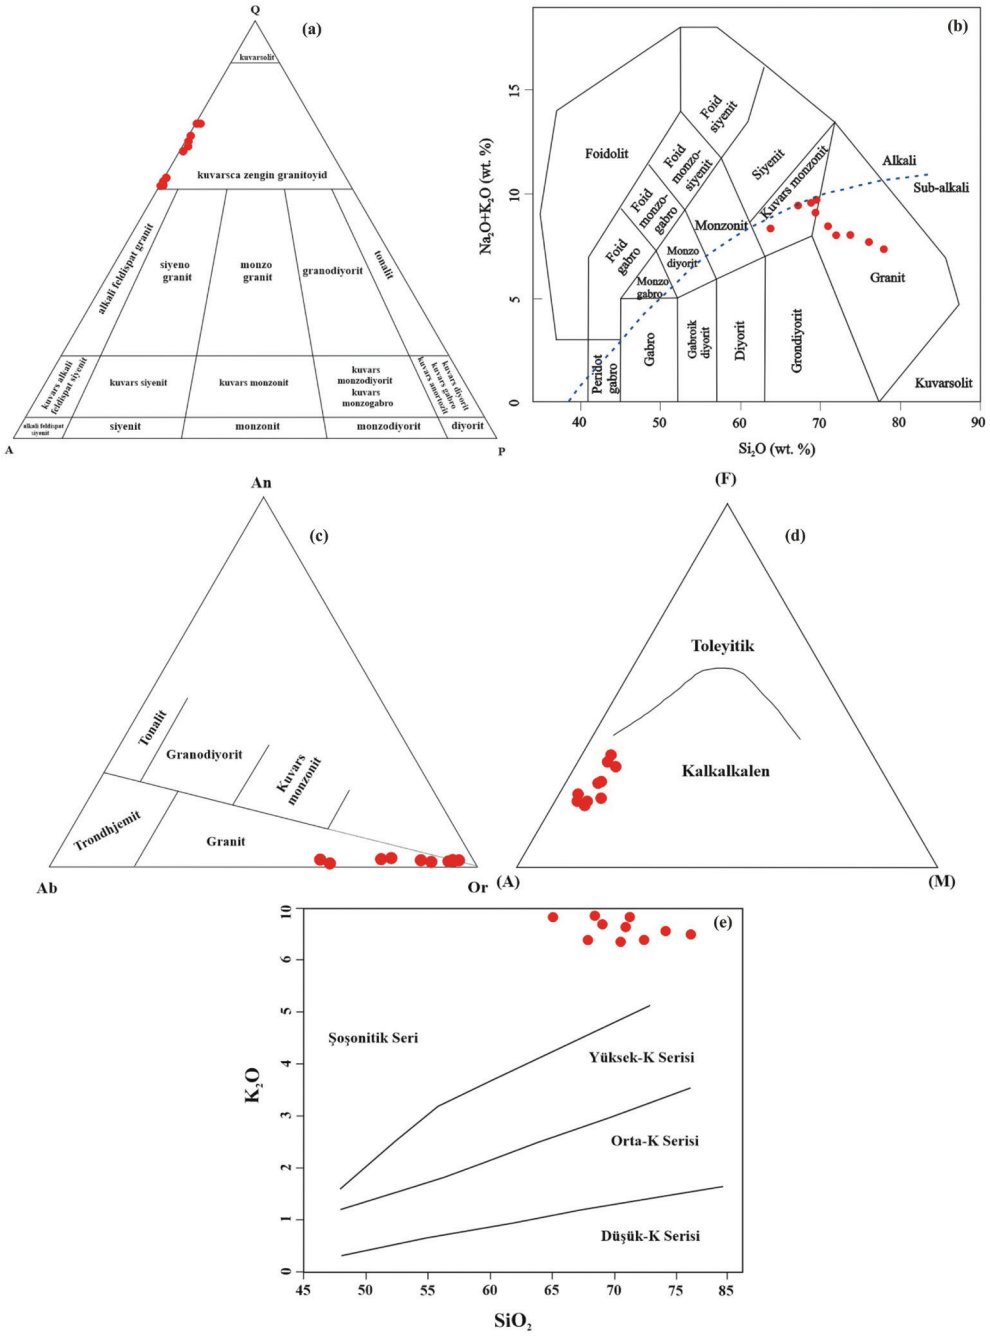 Q
(a)
kuvarsolit
kuvarsca zengin granitoyid
alkali feldispat granit
siyeno
granit
monzo
granit
granodiyorit
tonalit
kuvars alkali
feldispat siyenit
kuvars siyenit
kuvars monzonit
kuvars
monzodiyorit
kuvars
monzogabro
kuvars diyorit
kuvars gabro
kuvars anortozit
alkali feldispat
siyenit
siyenit
monzonit
monzodiyorit
diyorit
A
P
(b)
Na2O+K2O (wt. %)
15
10
5
0
Foidolit
Foid
siyenit
Foid
monzo-
siyenit
Foid
monzo-
gabro
Foid
gabro
Siyenit
Kuvars monzonit
Monzonit
Monzo
diyorit
Monzo
gabro
Peridot
gabro
Gabro
Gabroik
diyorit
Diyorit
Grondiyorit
Granit
Kuvarsolit
Alkali
Sub-alkali
40
50
60
70
80
90
Si2O (wt. %)
An
(c)
Tonalit
Granodiyorit
Kuvars
monzonit
Trondhjemit
Granit
Ab
Or
(F)
(d)
Toleyitik
Kalkalkalen
(A)
(M)
(e)
K2O
10
6
5
4
3
2
1
0
Şoşonitik Seri
Yüksek-K Serisi
Orta-K Serisi
Düşük-K Serisi
45
50
55
60
65
70
75
85
SiO2